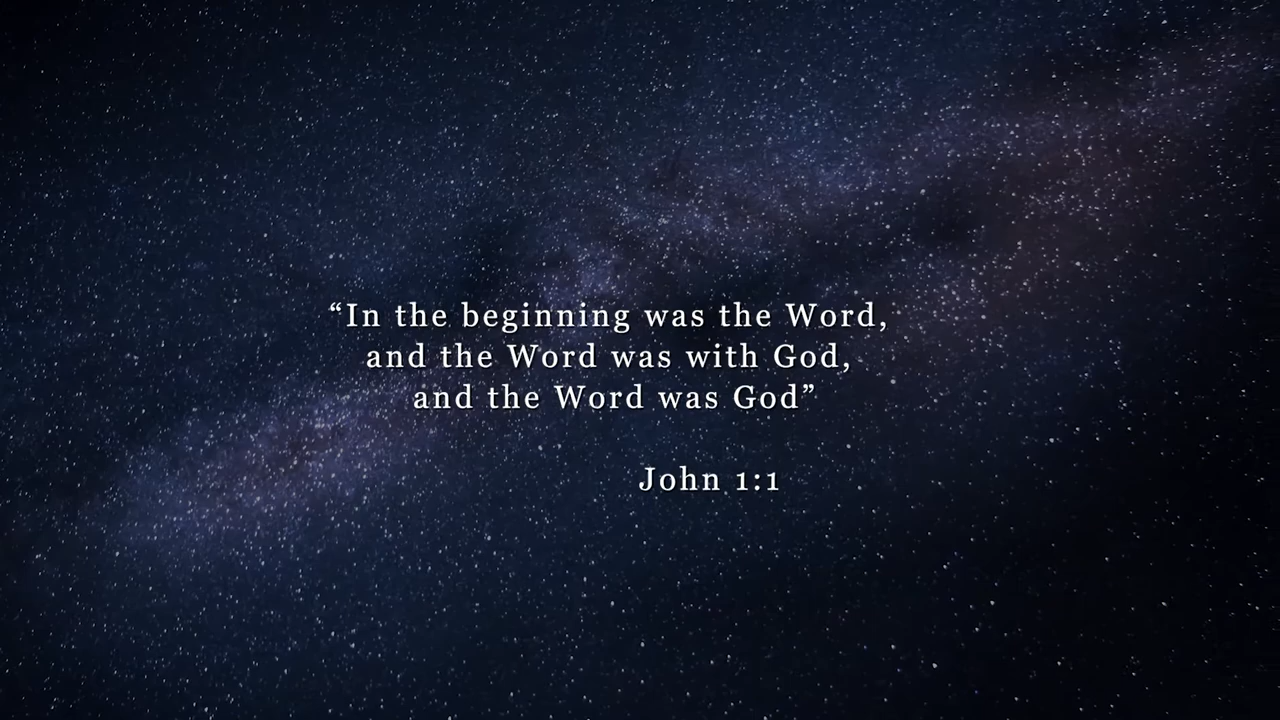 “In the beginning was the Word,
and the Word was with God,
and the Word was God”
John 1:1